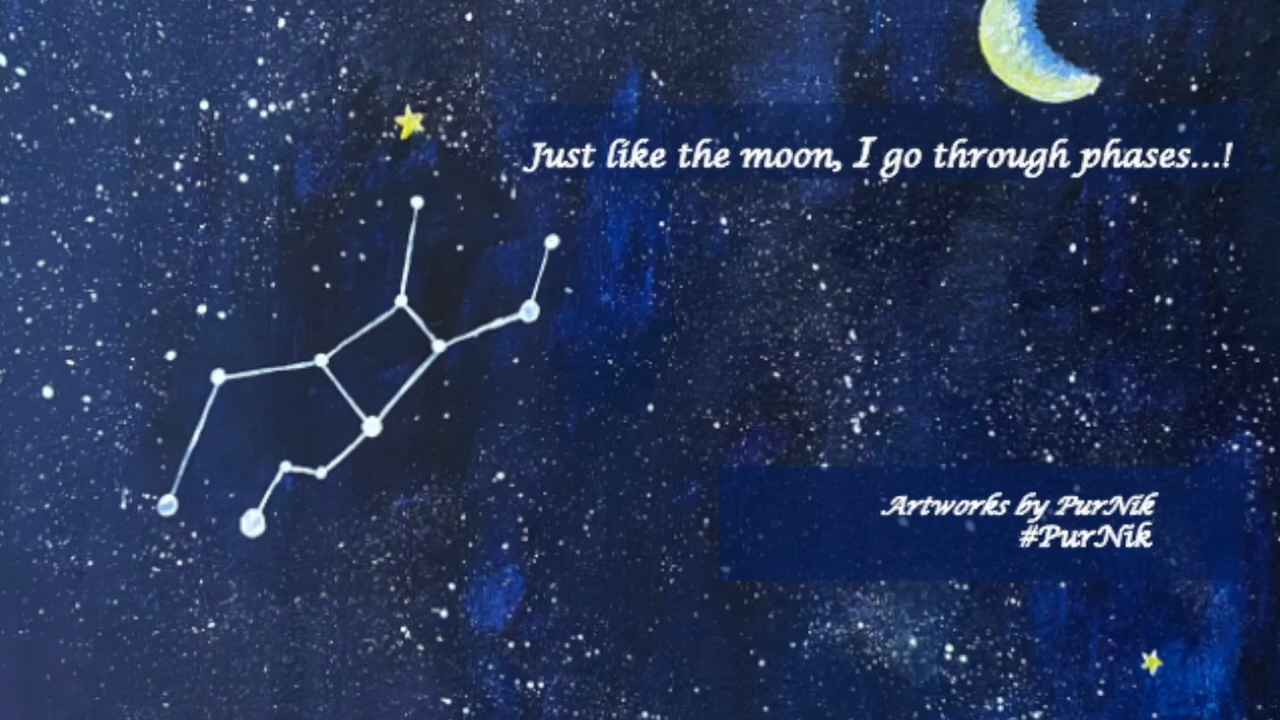 Just like the moon, I go through phases...!
Artworks by PurNik
#PurNik